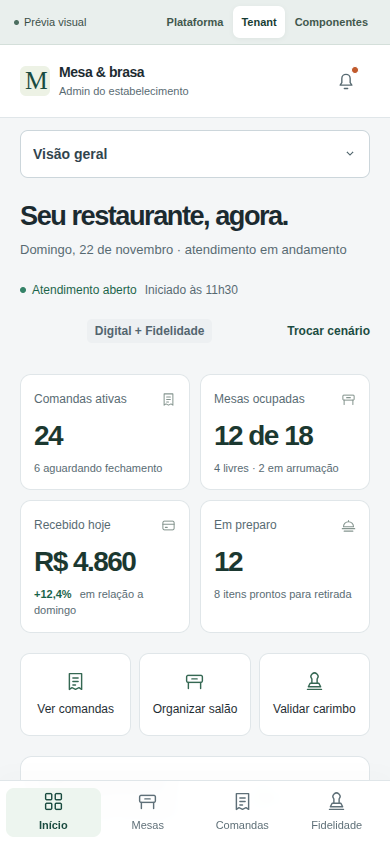 Prévia visual
Plataforma
Tenant
Componentes
M
Mesa & brasa
Admin do estabelecimento
Visão geral
Seu restaurante, agora.
Domingo, 22 de novembro · atendimento em andamento
Atendimento aberto Iniciado às 11h30
Digital + Fidelidade
Trocar cenário
Comandas ativas
24
6 aguardando fechamento
Mesas ocupadas
12 de 18
4 livres · 2 em arrumação
Recebido hoje
R$ 4.860
+12,4% em relação a
domingo
Em preparo
12
8 itens prontos para retirada
Ver comandas
Organizar salão
Validar carimbo
Início
Mesas
Comandas
Fidelidade